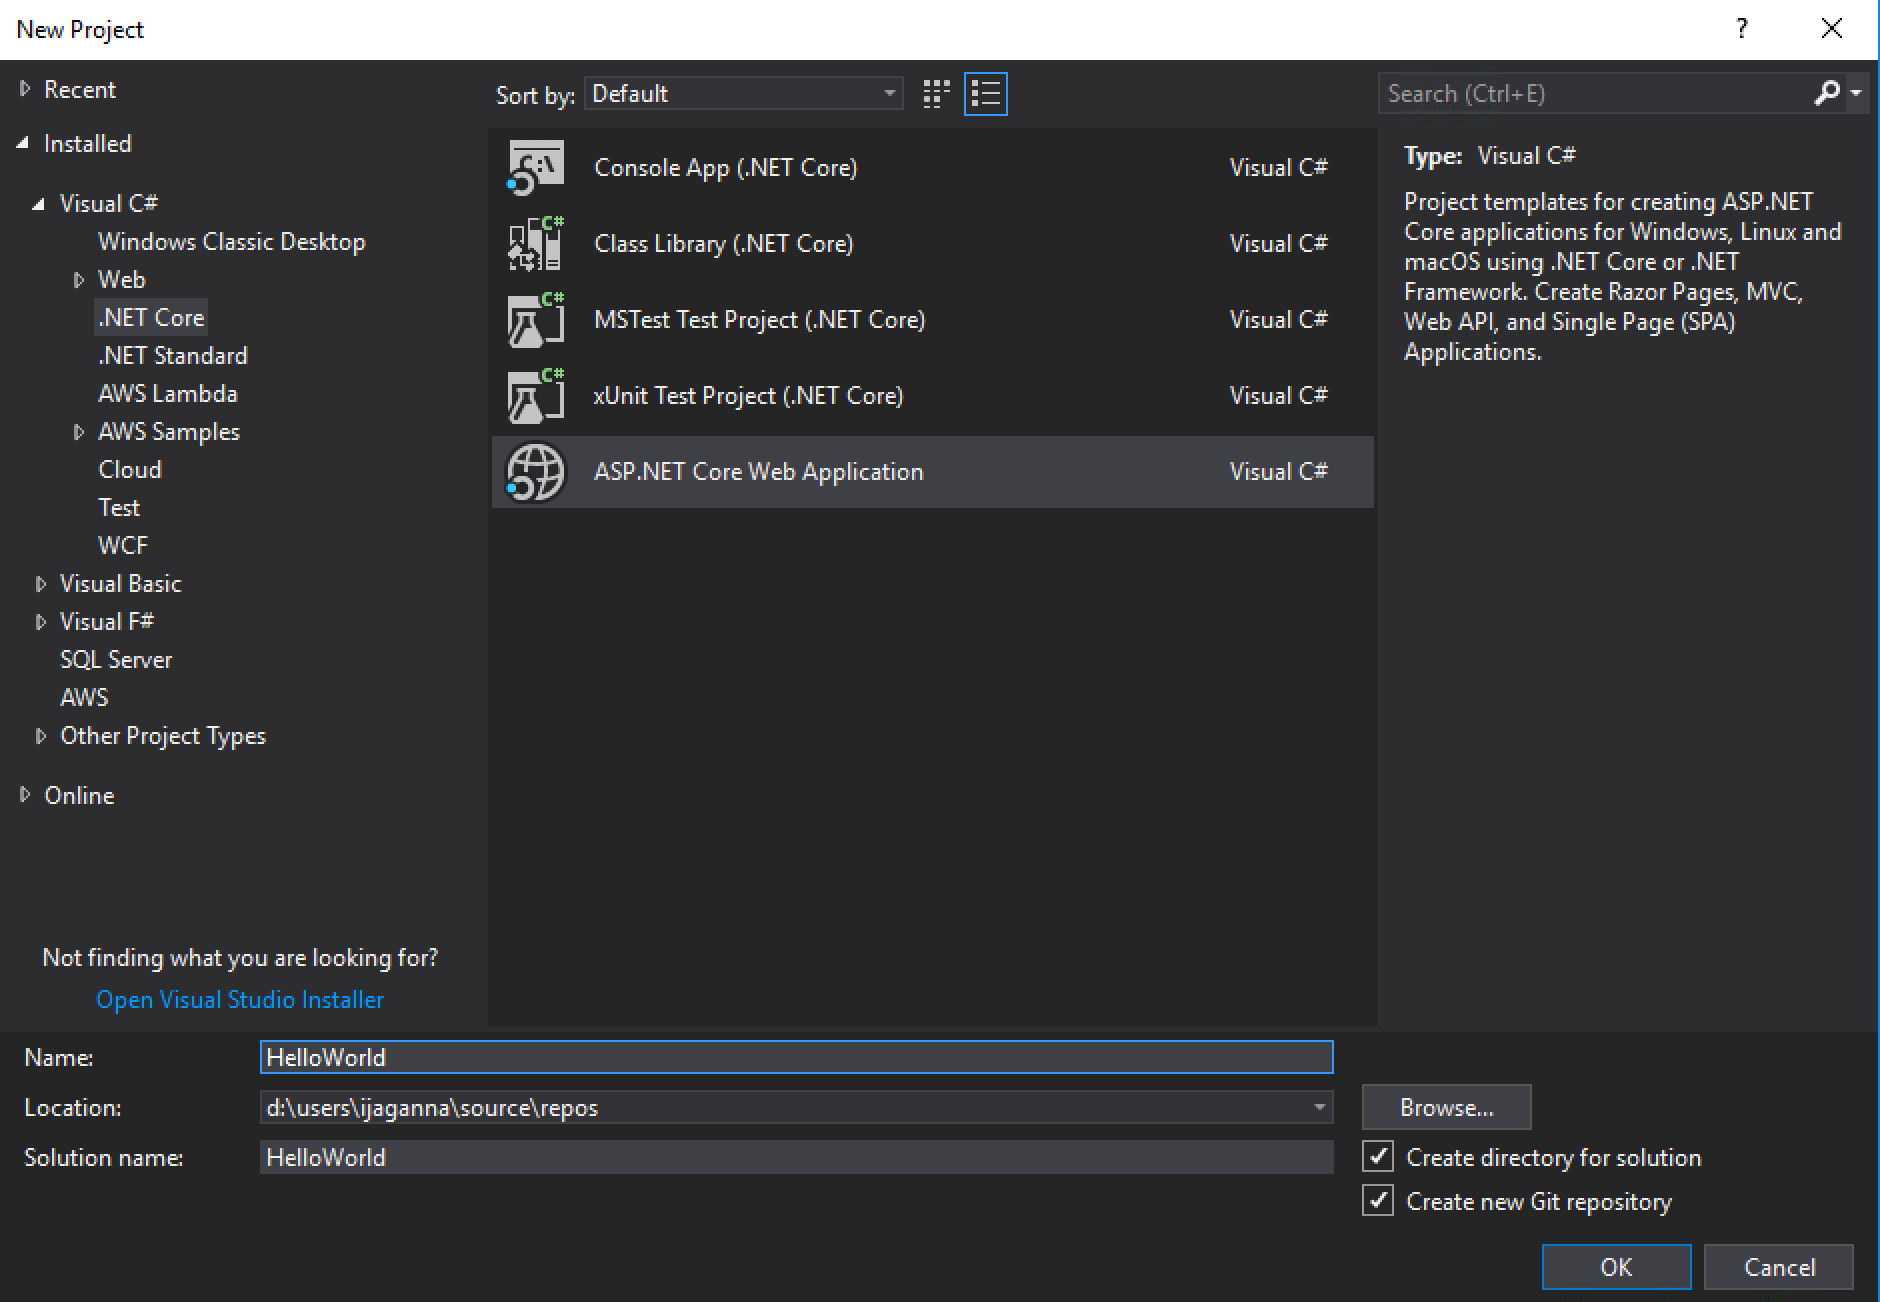 New Project
?
Recent
Installed
Visual C#
Windows Classic Desktop
Web
.NET Core
.NET Standard
AWS Lambda
AWS Samples
Cloud
Test
WCF
Visual Basic
Visual F#
SQL Server
AWS
Other Project Types
Online
Not finding what you are looking for?
Open Visual Studio Installer
Sort by: Default
C:\ Console App (.NET Core) Visual C#
C# Class Library (.NET Core) Visual C#
C# MSTest Test Project (.NET Core) Visual C#
C# xUnit Test Project (.NET Core) Visual C#
ASP.NET Core Web Application Visual C#
Search (Ctrl+E)
Type: Visual C#
Project templates for creating ASP.NET
Core applications for Windows, Linux and
macOS using .NET Core or .NET
Framework. Create Razor Pages, MVC,
Web API, and Single Page (SPA)
Applications.
Name: HelloWorld
Location: d:\users\ijaganna\source\repos Browse...
Solution name: HelloWorld
Create directory for solution
Create new Git repository
OK Cancel